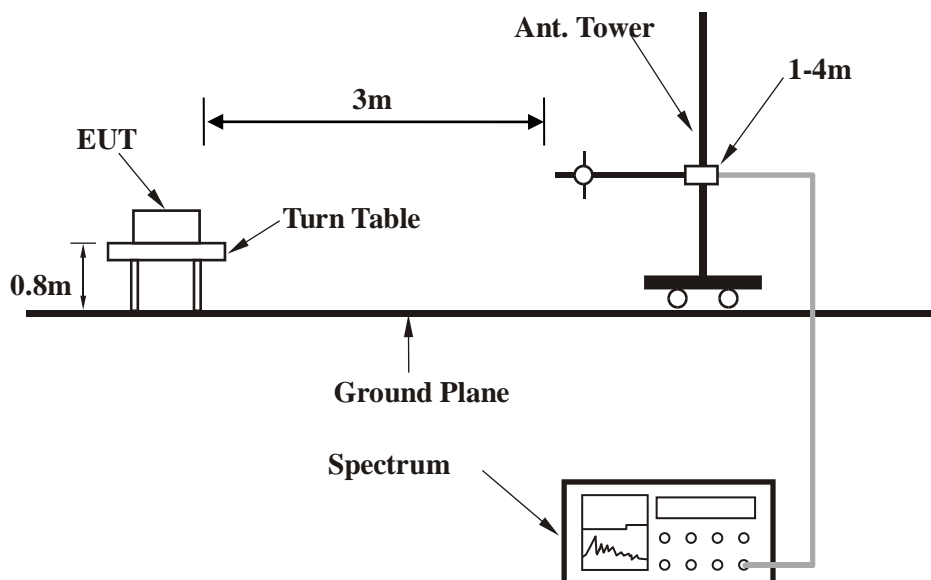 Ant. Tower
1-4m
3m
EUT
Turn Table
0.8m
Ground Plane
Spectrum